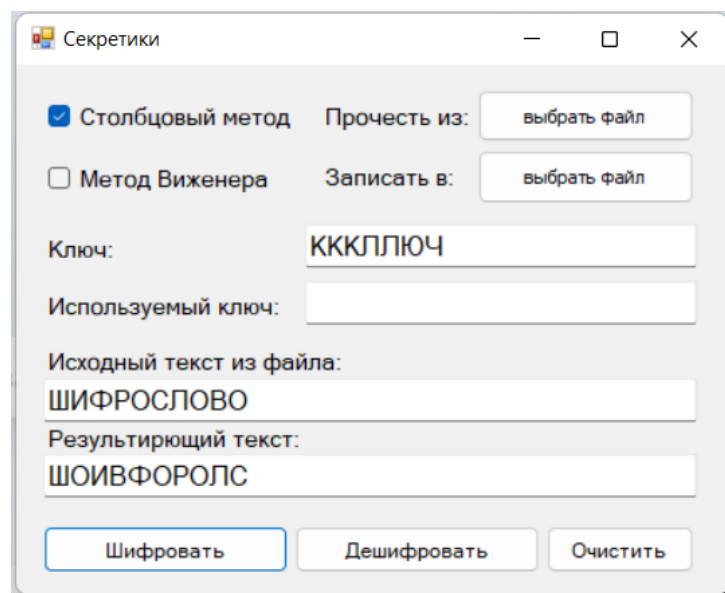 Секретики
Столбцовый метод Прочесть из: выбрать файл
Метод Виженера Записать в: выбрать файл
Ключ: КККЛЛЮЧ
Используемый ключ:
Исходный текст из файла:
ШИФРОСЛОВО
Результирющий текст:
ШОИВФОРОЛС
Шифровать Дешифровать Очистить